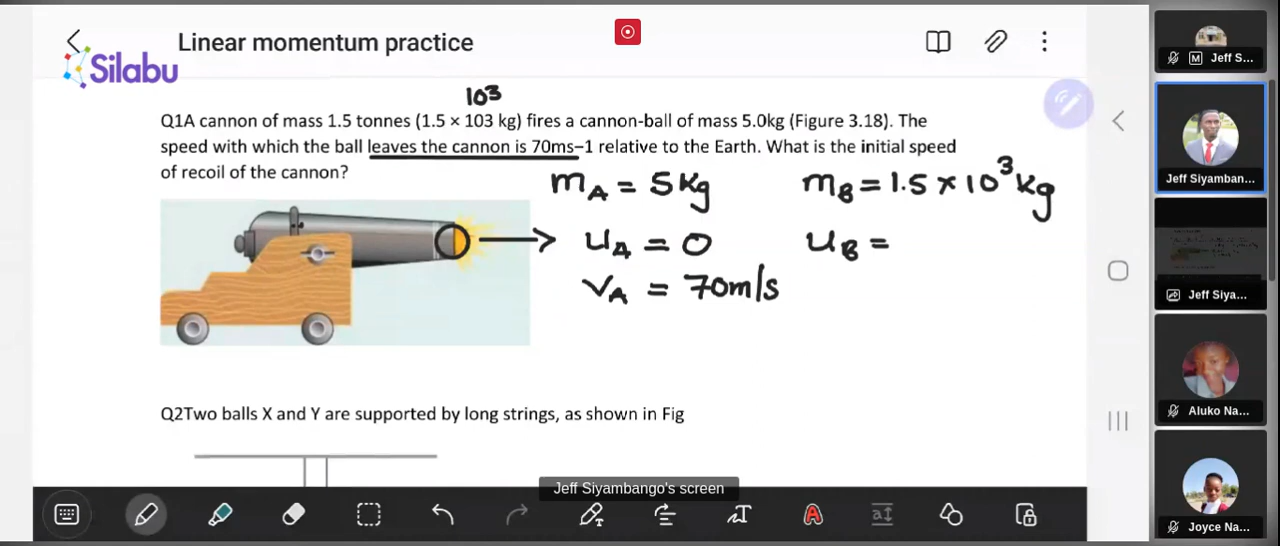 Linear momentum practice
Silabu
10³
Q1A cannon of mass 1.5 tonnes (1.5 × 103 kg) fires a cannon-ball of mass 5.0kg (Figure 3.18). The
speed with which the ball leaves the cannon is 70ms−1 relative to the Earth. What is the initial speed
of recoil of the cannon?
mA = 5 kg
mB = 1.5 × 10³ kg
uA = 0
uB =
vA = 70m/s
Q2Two balls X and Y are supported by long strings, as shown in Fig
Jeff Siyambango's screen
M Jeff S...
Jeff Siyamban...
Jeff Siya...
Aluko Na...
Joyce Na...